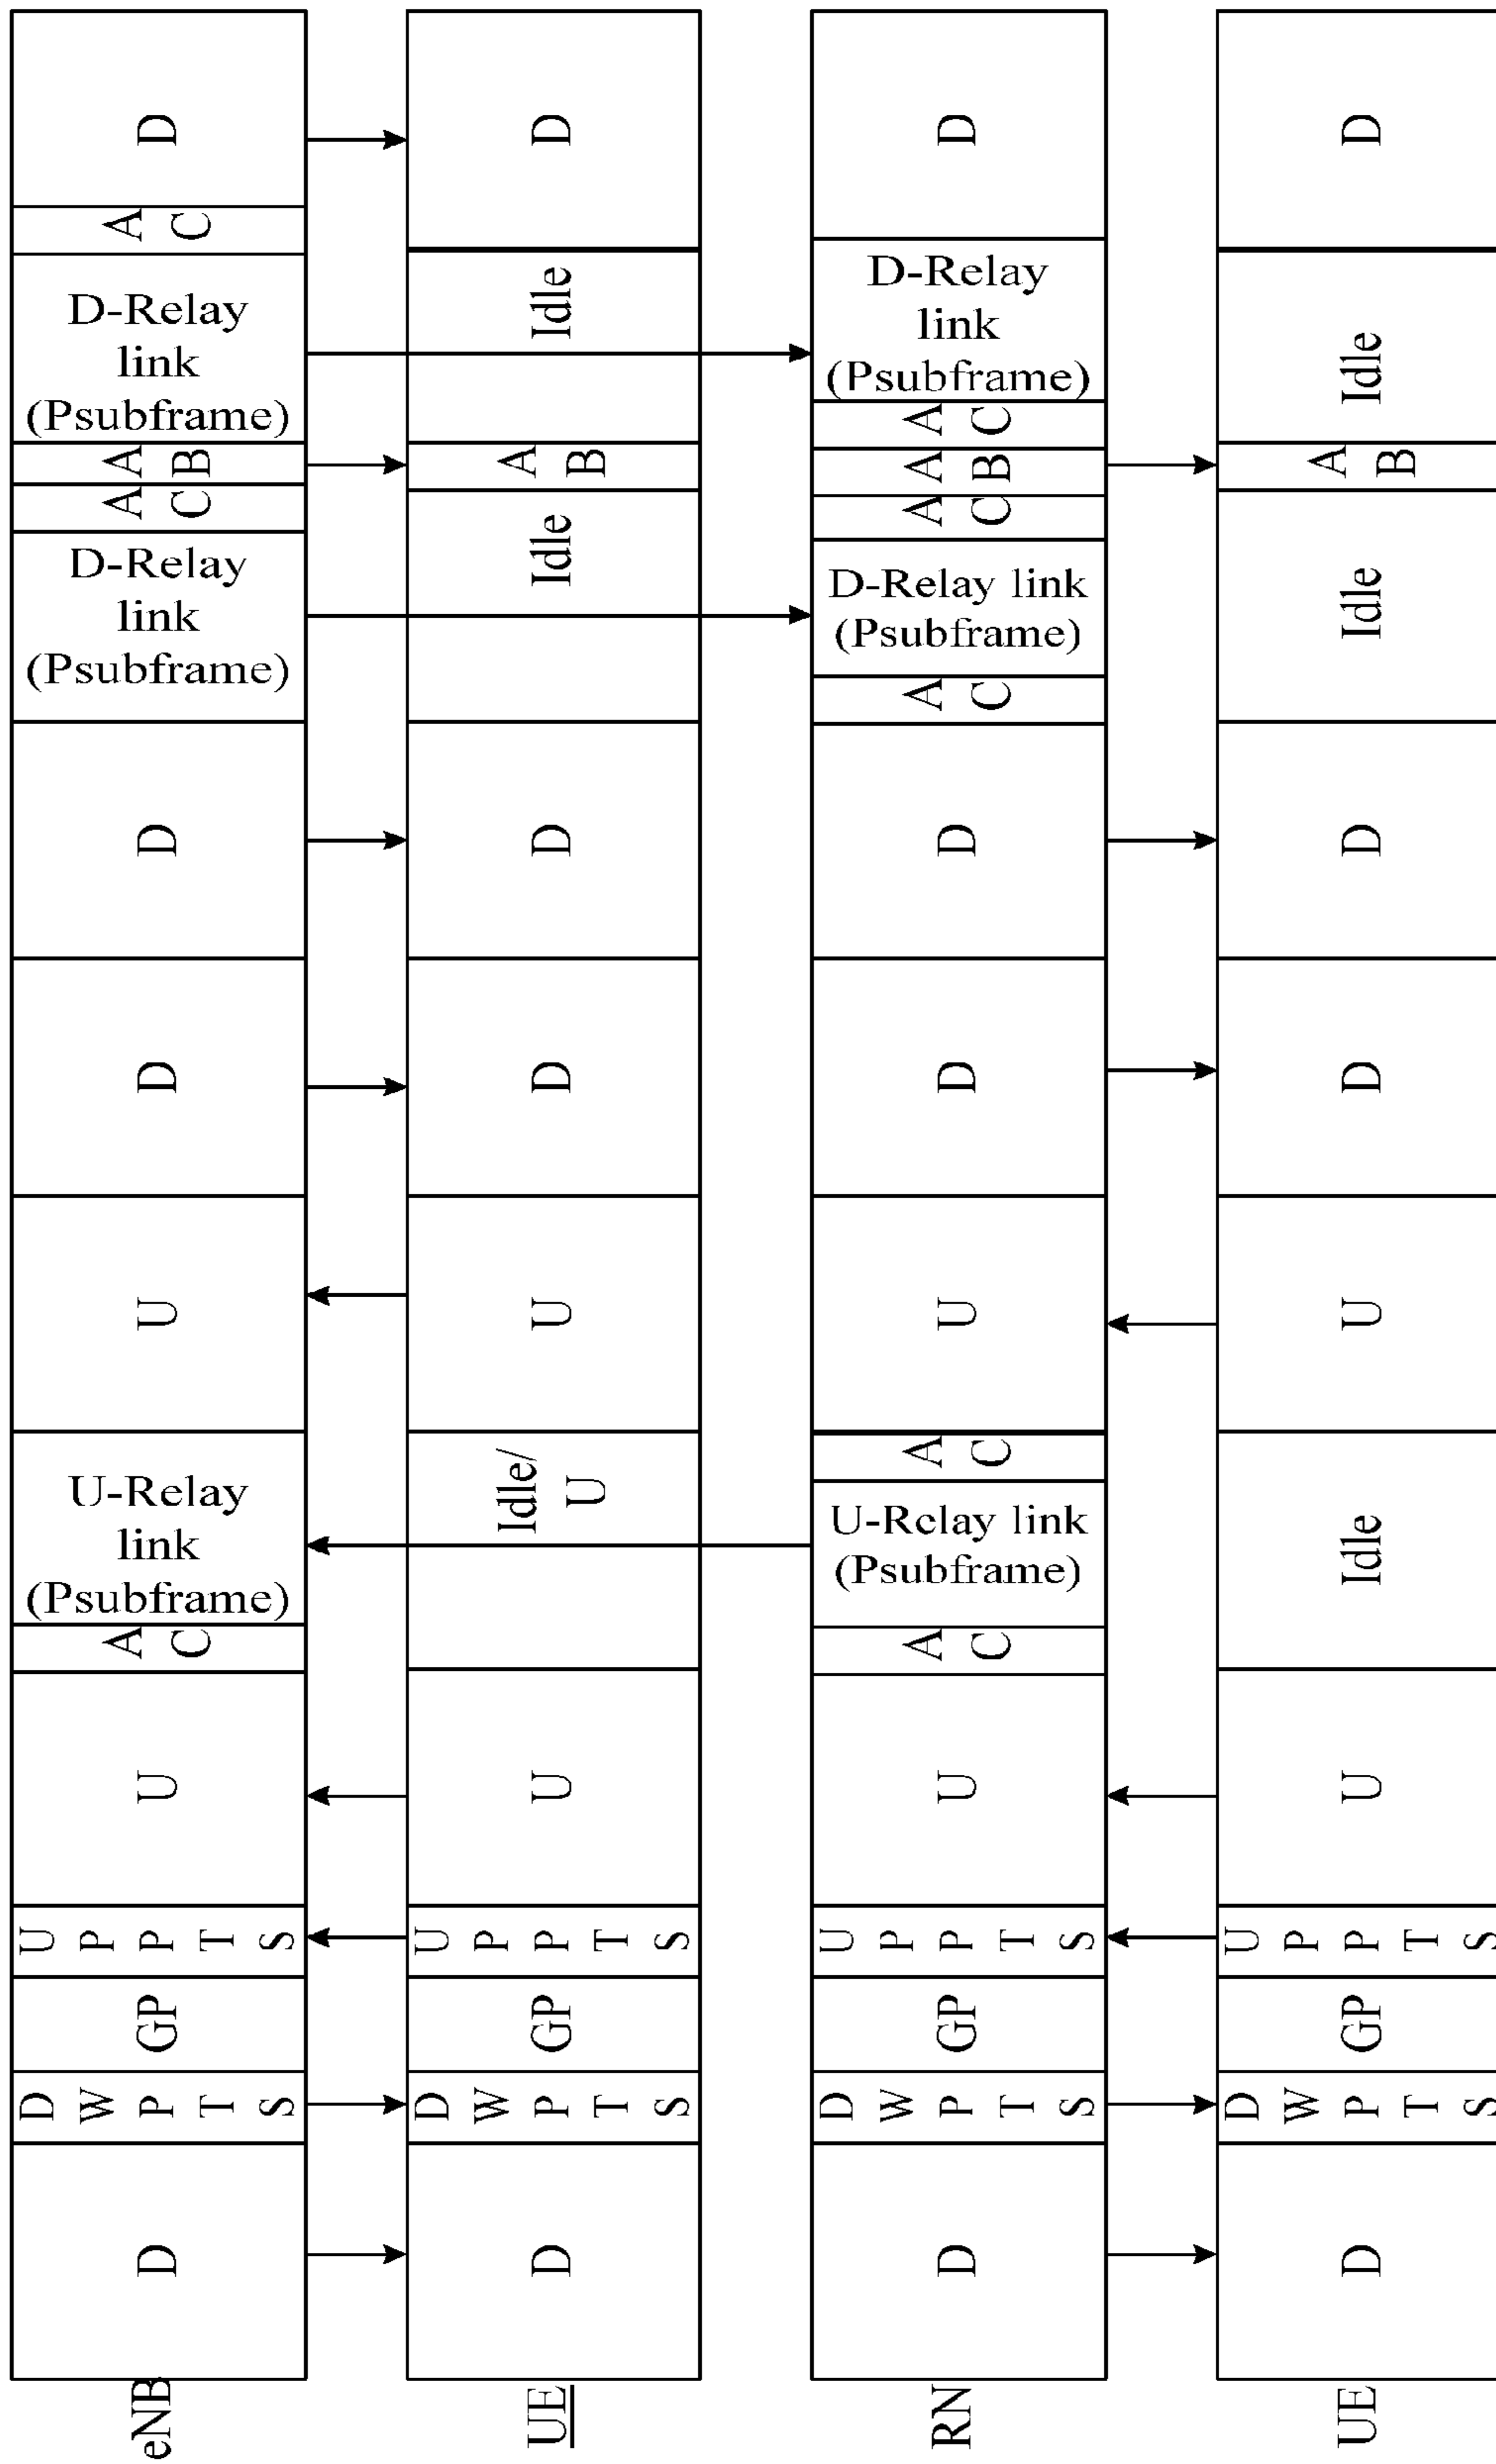 eNB
D
DWPTS
GP
UPPTS
U
AC
U-Relay
link
(Psubframe)
U
D
D
D-Relay
link
(Psubframe)
AC
AB
D-Relay
link
(Psubframe)
AC
D
UE
D
DWPTS
GP
UPPTS
U
Idle/
U
U
D
D
Idle
AB
Idle
D
RN
D
DWPTS
GP
UPPTS
U
AC
U-Relay link
(Psubframe)
AC
U
D
D
AC
D-Relay link
(Psubframe)
AC
AB
AC
D-Relay
link
(Psubframe)
D
UE
D
DWPTS
GP
UPPTS
U
Idle
U
D
D
Idle
AB
Idle
D